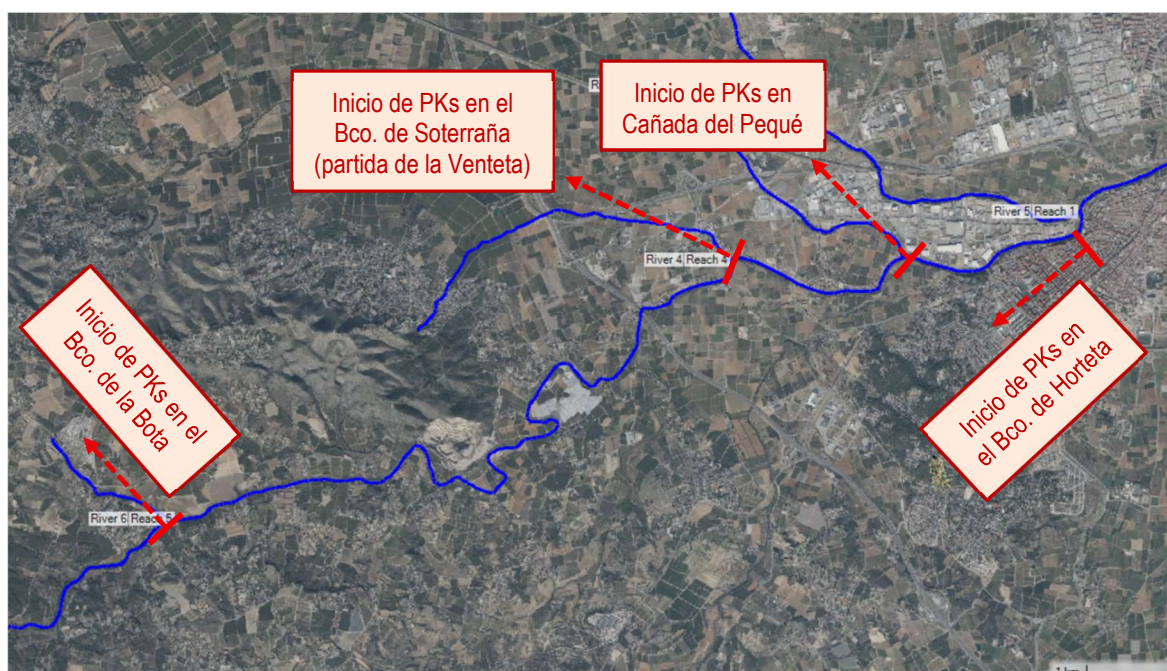 Inicio de PKs en el
Bco. de Soterraña
(partida de la Venteta)
Inicio de PKs en
Cañada del Pequé
R
River 5 Reach 1
River 4 Reach 4
Inicio de PKs en el
Bco. de la Bota
Inicio de PKs en
el Bco. de Horteta
River 6 Reach 5
1 km